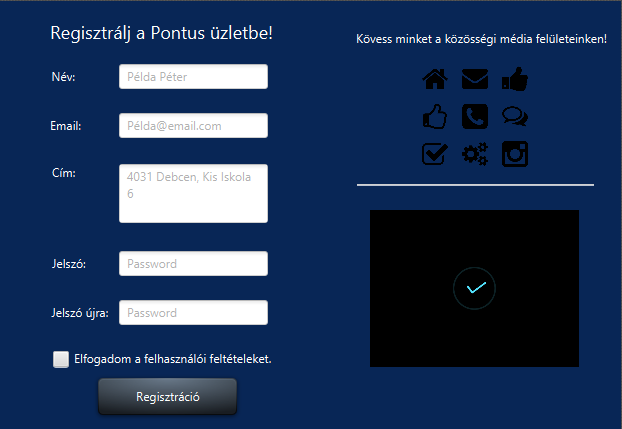 Regisztrálj a Pontus üzletbe!
Név:
Példa Péter
Email:
Példa@email.com
Cím:
4031 Debcen, Kis Iskola
6
Jelszó:
Password
Jelszó újra:
Password
Elfogadom a felhasználói feltételeket.
Regisztráció
Kövess minket a közösségi média felületeinken!